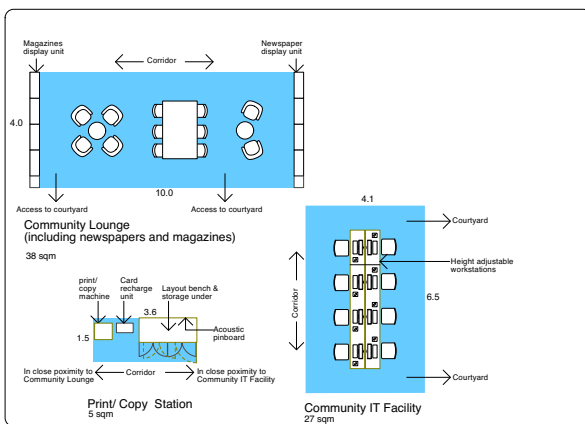 Magazines
display unit
Corridor
Newspaper
display unit
4.0
10.0
Access to courtyard
Access to courtyard
Community Lounge
(including newspapers and magazines)
38 sqm
print/
copy
machine
Card
recharge
unit
Layout bench &
storage under
3.6
1.5
Acoustic
pinboard
In close poximity to
Community Lounge
Corridor
In close poximity to
Community IT Facility
Print/ Copy Station
5 sqm
4.1
Courtyard
Height adjustable
workstations
Corridor
6.5
Courtyard
Community IT Facility
27 sqm